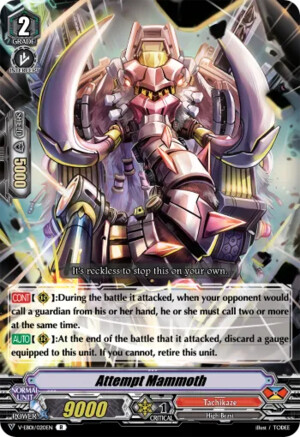 2
GRADE
INTERCEPT
SHIELD
5000
It's reckless to stop this on your own.
CONT【 】:During the battle it attacked, when your opponent would
call a guardian from his or her hand, he or she must call two or more
at the same time.
AUTO【 】:At the end of the battle that it attacked, discard a gauge
equipped to this unit. If you cannot, retire this unit.
NORMAL
UNIT
Attempt Mammoth
POWER
9000
1
CRITICAL
Tachikaze
High Beast
V-EB01/020EN R
illust / TODEE